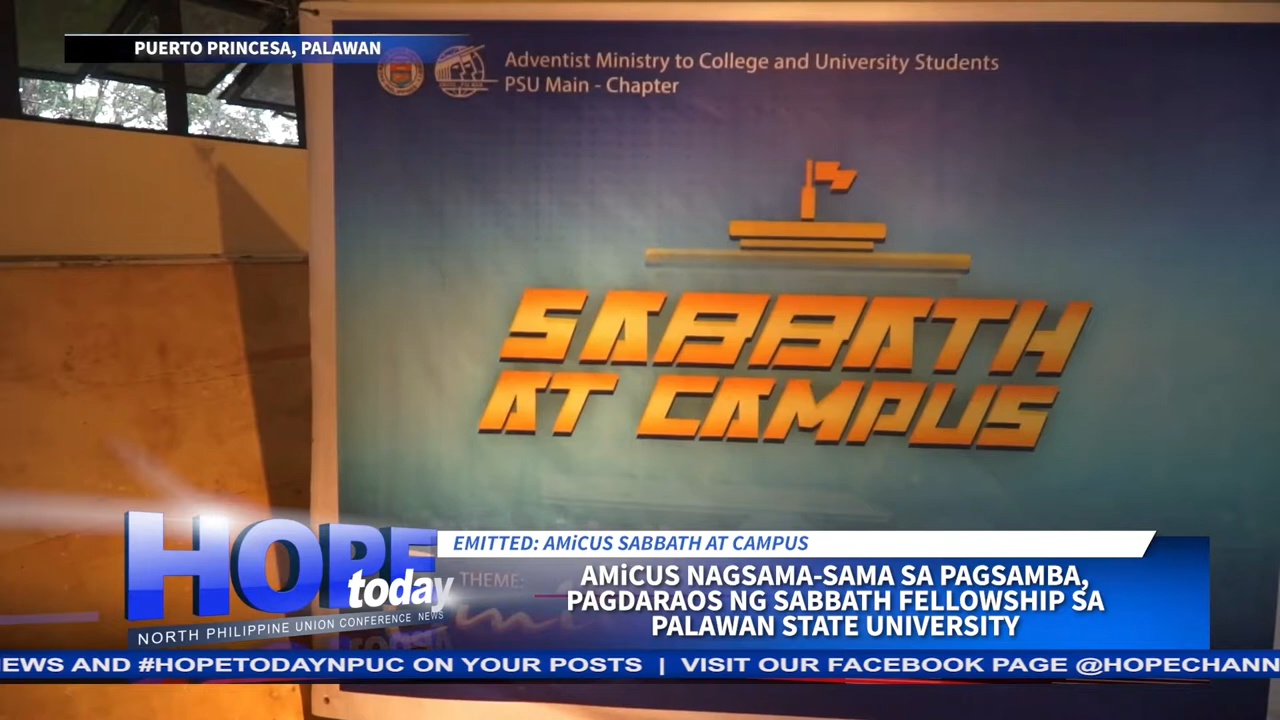 PUERTO PRINCESA, PALAWAN
Adventist Ministry to College and University Students
PSU Main - Chapter
SABBATH
AT CAMPUS
THEME:
HOPE
today
NORTH PHILIPPINE UNION CONFERENCE NEWS
EMITTED: AMiCUS SABBATH AT CAMPUS
AMiCUS NAGSAMA-SAMA SA PAGSAMBA,
PAGDARAOS NG SABBATH FELLOWSHIP SA
PALAWAN STATE UNIVERSITY
EWS AND #HOPETODAYNPUC ON YOUR POSTS | VISIT OUR FACEBOOK PAGE @HOPECHANN